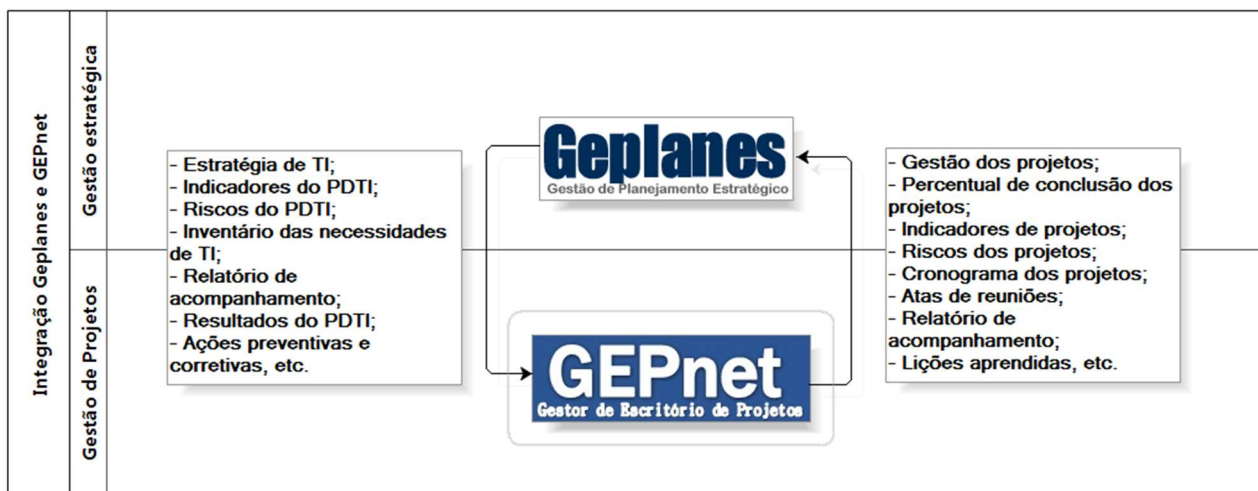 Integração Geplanes e GEPnet
Gestão estratégica
Gestão de Projetos
- Estratégia de TI;
- Indicadores do PDTI;
- Riscos do PDTI;
- Inventário das necessidades
de TI;
- Relatório de
acompanhamento;
- Resultados do PDTI;
- Ações preventivas e
corretivas, etc.
Geplanes
Gestão de Planejamento Estratégico
GEPnet
Gestor de Escritório de Projetos
- Gestão dos projetos;
- Percentual de conclusão dos
projetos;
- Indicadores de projetos;
- Riscos dos projetos;
- Cronograma dos projetos;
- Atas de reuniões;
- Relatório de
acompanhamento;
- Lições aprendidas, etc.